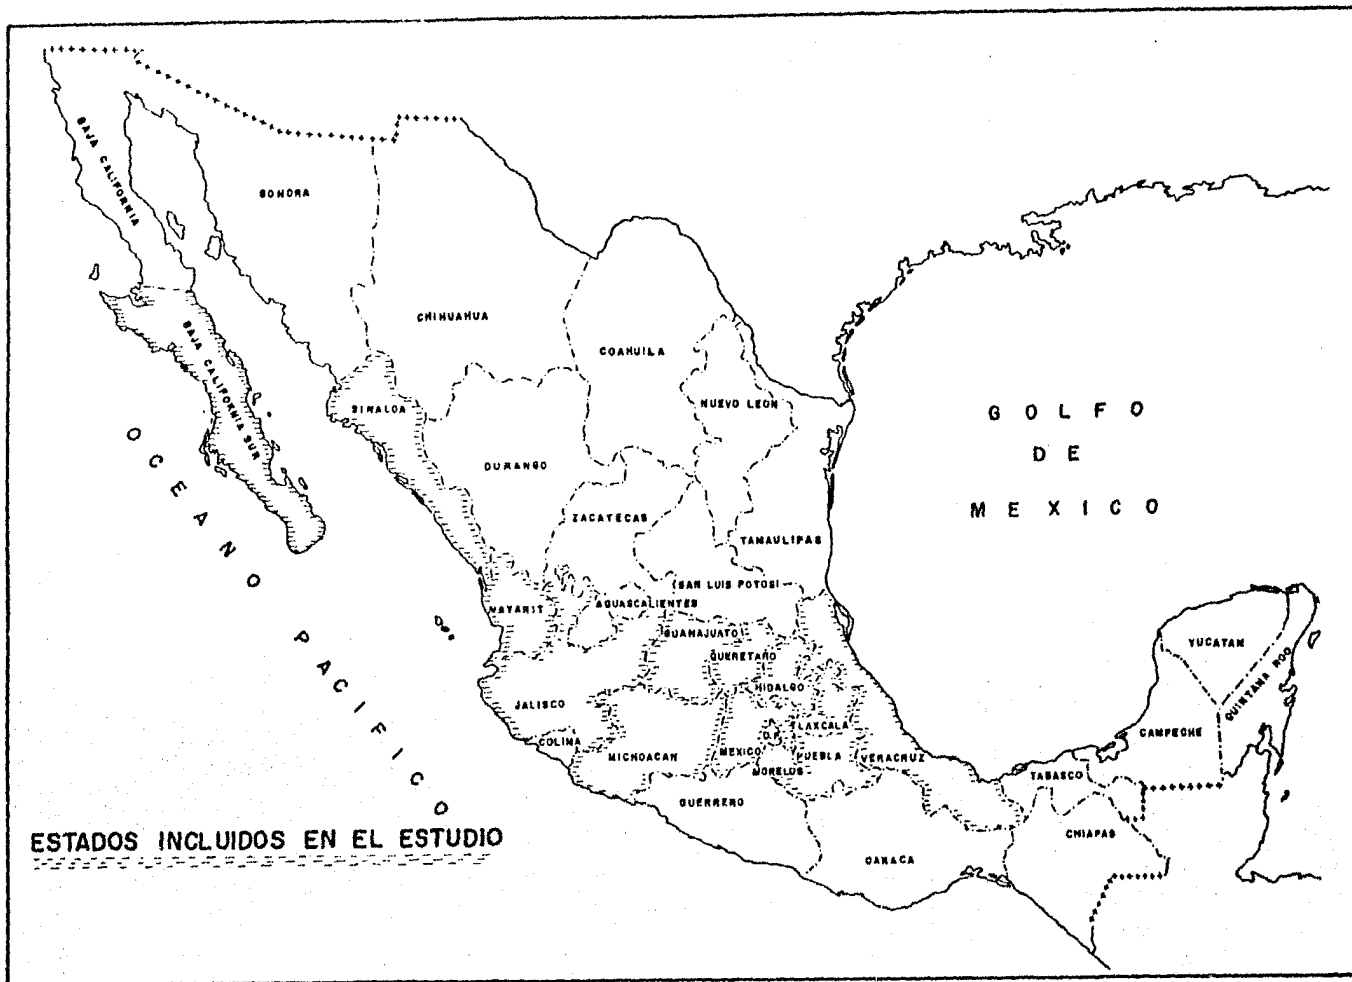 BAJA CALIFORNIA
SONORA
CHIHUAHUA
COAHUILA
BAJA CALIFORNIA SUR
SINALOA
NUEVO LEON
DURANGO
ZACATECAS
TAMAULIPAS
SAN LUIS POTOSI
NAYARIT
AGUASCALIENTES
GUANAJUATO
QUERETARO
HIDALGO
JALISCO
COLIMA
MICHOACAN
MEXICO
D.F.
TLAXCALA
MORELOS
PUEBLA
VERACRUZ
GUERRERO
OAXACA
TABASCO
CHIAPAS
CAMPECHE
YUCATAM
QUINTANA ROO
GOLFO
DE
MEXICO
OCEANO PACIFICO
ESTADOS INCLUIDOS EN EL ESTUDIO